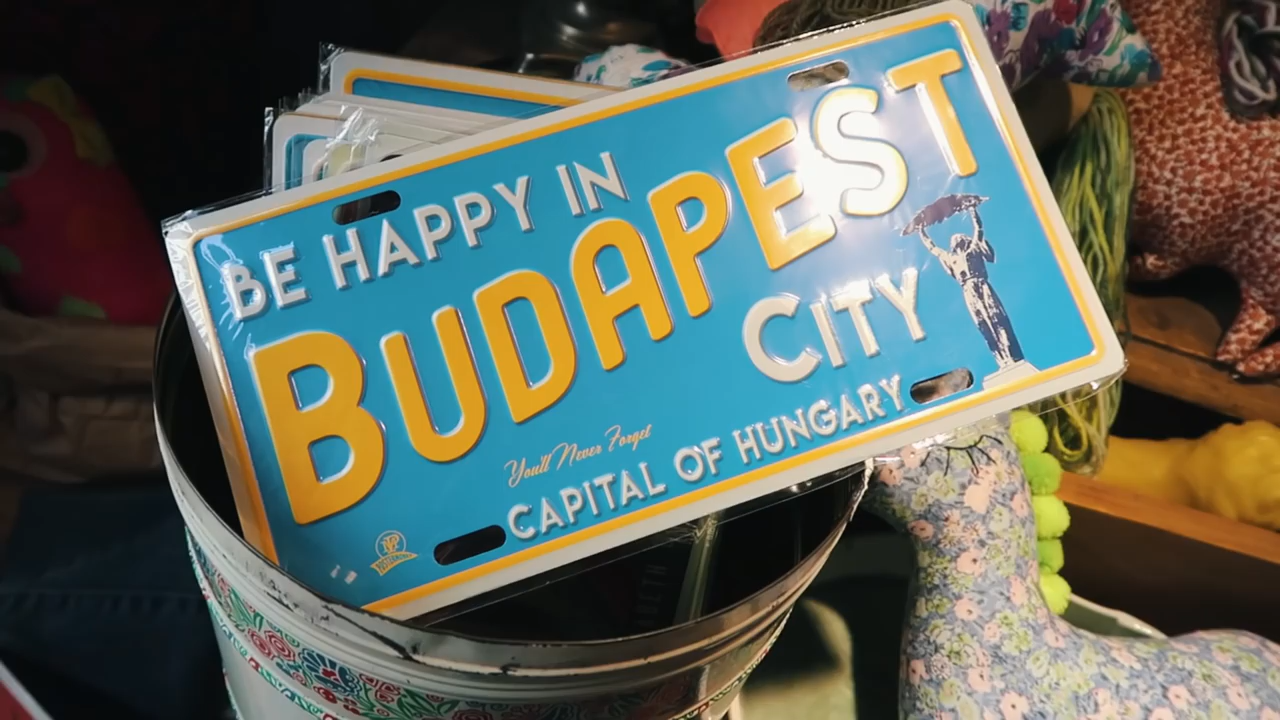 BE HAPPY IN
BUDAPEST
CITY
You'll Never Forget
CAPITAL OF HUNGARY